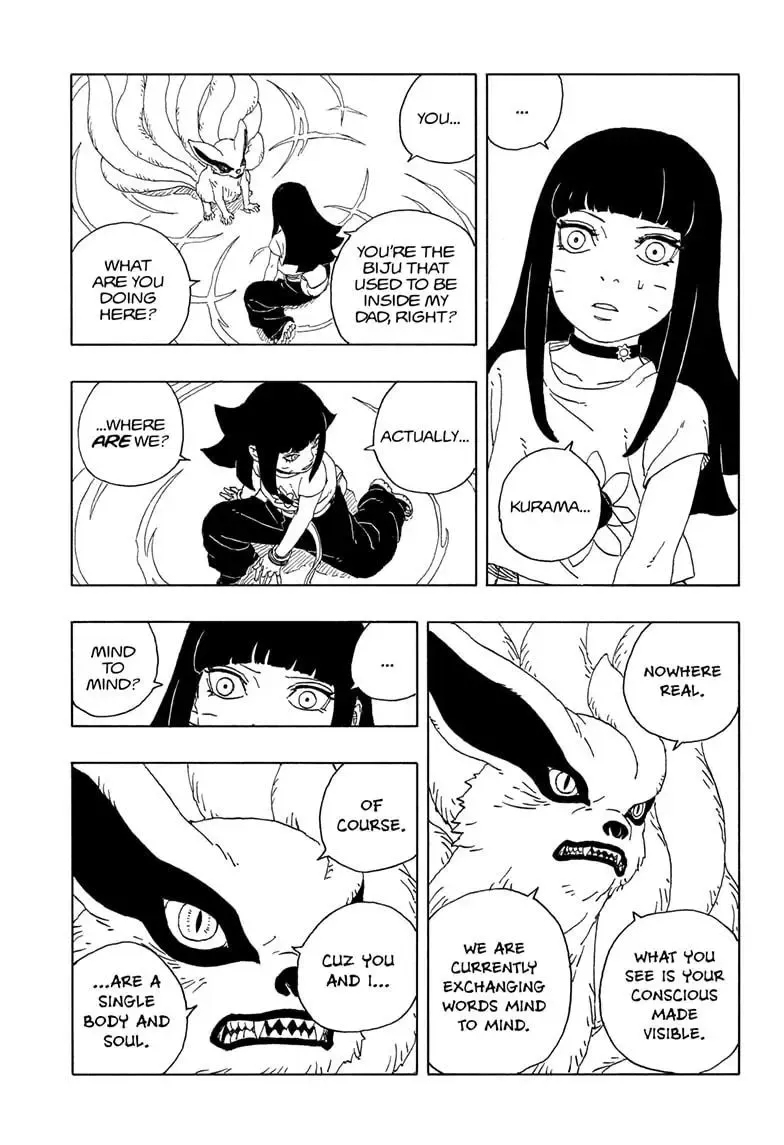 ...
KURAMA...
YOU...
YOU'RE THE
BIJU THAT
USED TO BE
INSIDE MY
DAD, RIGHT?
WHAT
ARE YOU
DOING
HERE?
ACTUALLY...
...WHERE
ARE WE?
NOWHERE
REAL.
WHAT YOU
SEE IS YOUR
CONSCIOUS
MADE
VISIBLE.
WE ARE
CURRENTLY
EXCHANGING
WORDS MIND
TO MIND.
...
MIND
TO
MIND?
OF
COURSE.
CUZ YOU
AND I...
...ARE A
SINGLE
BODY AND
SOUL.